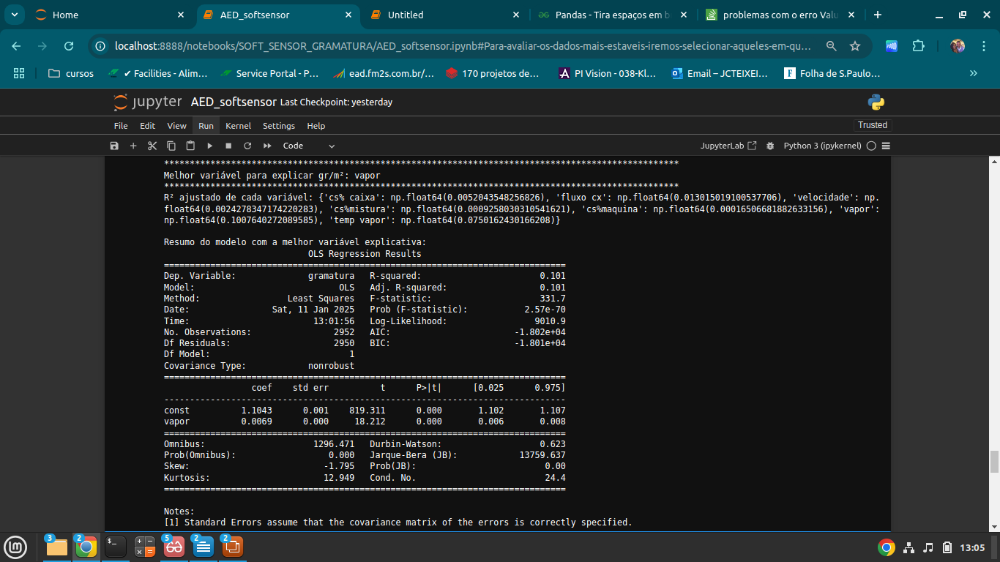 Home
AED_softsensor
Untitled
Pandas - Tira espaços em b
problemas com o erro Valu
localhost:8888/notebooks/SOFT_SENSOR_GRAMATURA/AED_softsensor.ipynb#Para-avaliar-os-dados-mais-estaveis-iremos-selecionar-aqueles-em-qu...
cursos
✔ Facilities - Alim...
Service Portal - P...
ead.fm2s.com.br/...
170 projetos de...
PI Vision - 038-Kl...
Email – JCTEIXEI...
Folha de S.Paulo...
»
jupyter AED_softsensor Last Checkpoint: yesterday
File Edit View Run Kernel Settings Help
Trusted
Code
JupyterLab
Python 3 (ipykernel)
*****************************************************************************************************
Melhor variável para explicar gr/m²: vapor
*****************************************************************************************************
R² ajustado de cada variável: {'cs% caixa': np.float64(0.0052043548256826), 'fluxo cx': np.float64(0.013015019100537706), 'velocidade': np.
float64(0.0024278347174220283), 'cs%mistura': np.float64(0.0009258030310541621), 'cs%maquina': np.float64(0.00016506681882633156), 'vapor':
np.float64(0.1007640272089585), 'temp vapor': np.float64(0.0750162430166208)}
Resumo do modelo com a melhor variável explicativa:
OLS Regression Results
==============================================================================
Dep. Variable: gramatura R-squared: 0.101
Model: OLS Adj. R-squared: 0.101
Method: Least Squares F-statistic: 331.7
Date: Sat, 11 Jan 2025 Prob (F-statistic): 2.57e-70
Time: 13:01:56 Log-Likelihood: 9010.9
No. Observations: 2952 AIC: -1.802e+04
Df Residuals: 2950 BIC: -1.801e+04
Df Model: 1
Covariance Type: nonrobust
==============================================================================
coef std err t P>|t| [0.025 0.975]
------------------------------------------------------------------------------
const 1.1043 0.001 819.311 0.000 1.102 1.107
vapor 0.0069 0.000 18.212 0.000 0.006 0.008
==============================================================================
Omnibus: 1296.471 Durbin-Watson: 0.623
Prob(Omnibus): 0.000 Jarque-Bera (JB): 13759.637
Skew: -1.795 Prob(JB): 0.00
Kurtosis: 12.949 Cond. No. 24.4
==============================================================================
Notes:
[1] Standard Errors assume that the covariance matrix of the errors is correctly specified.
3
2
5
2
2
13:05